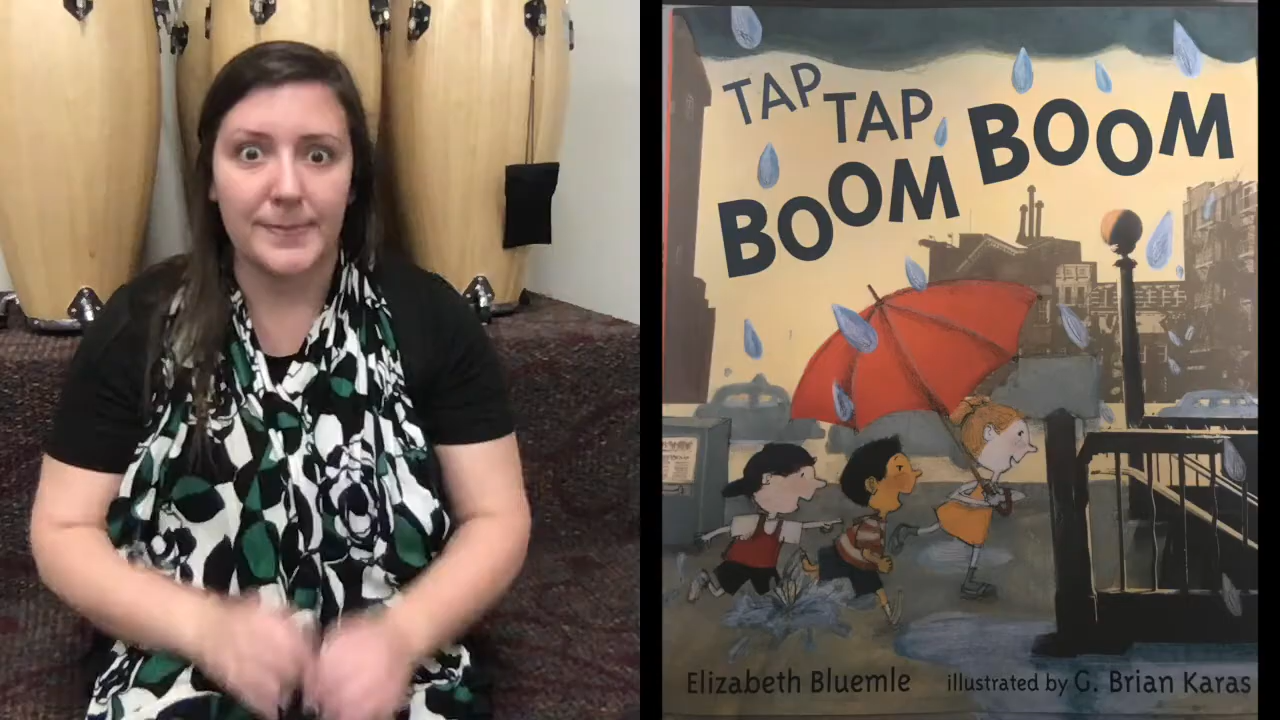 TAP
TAP
BOOM BOOM
Elizabeth Bluemle
illustrated by G. Brian Karas